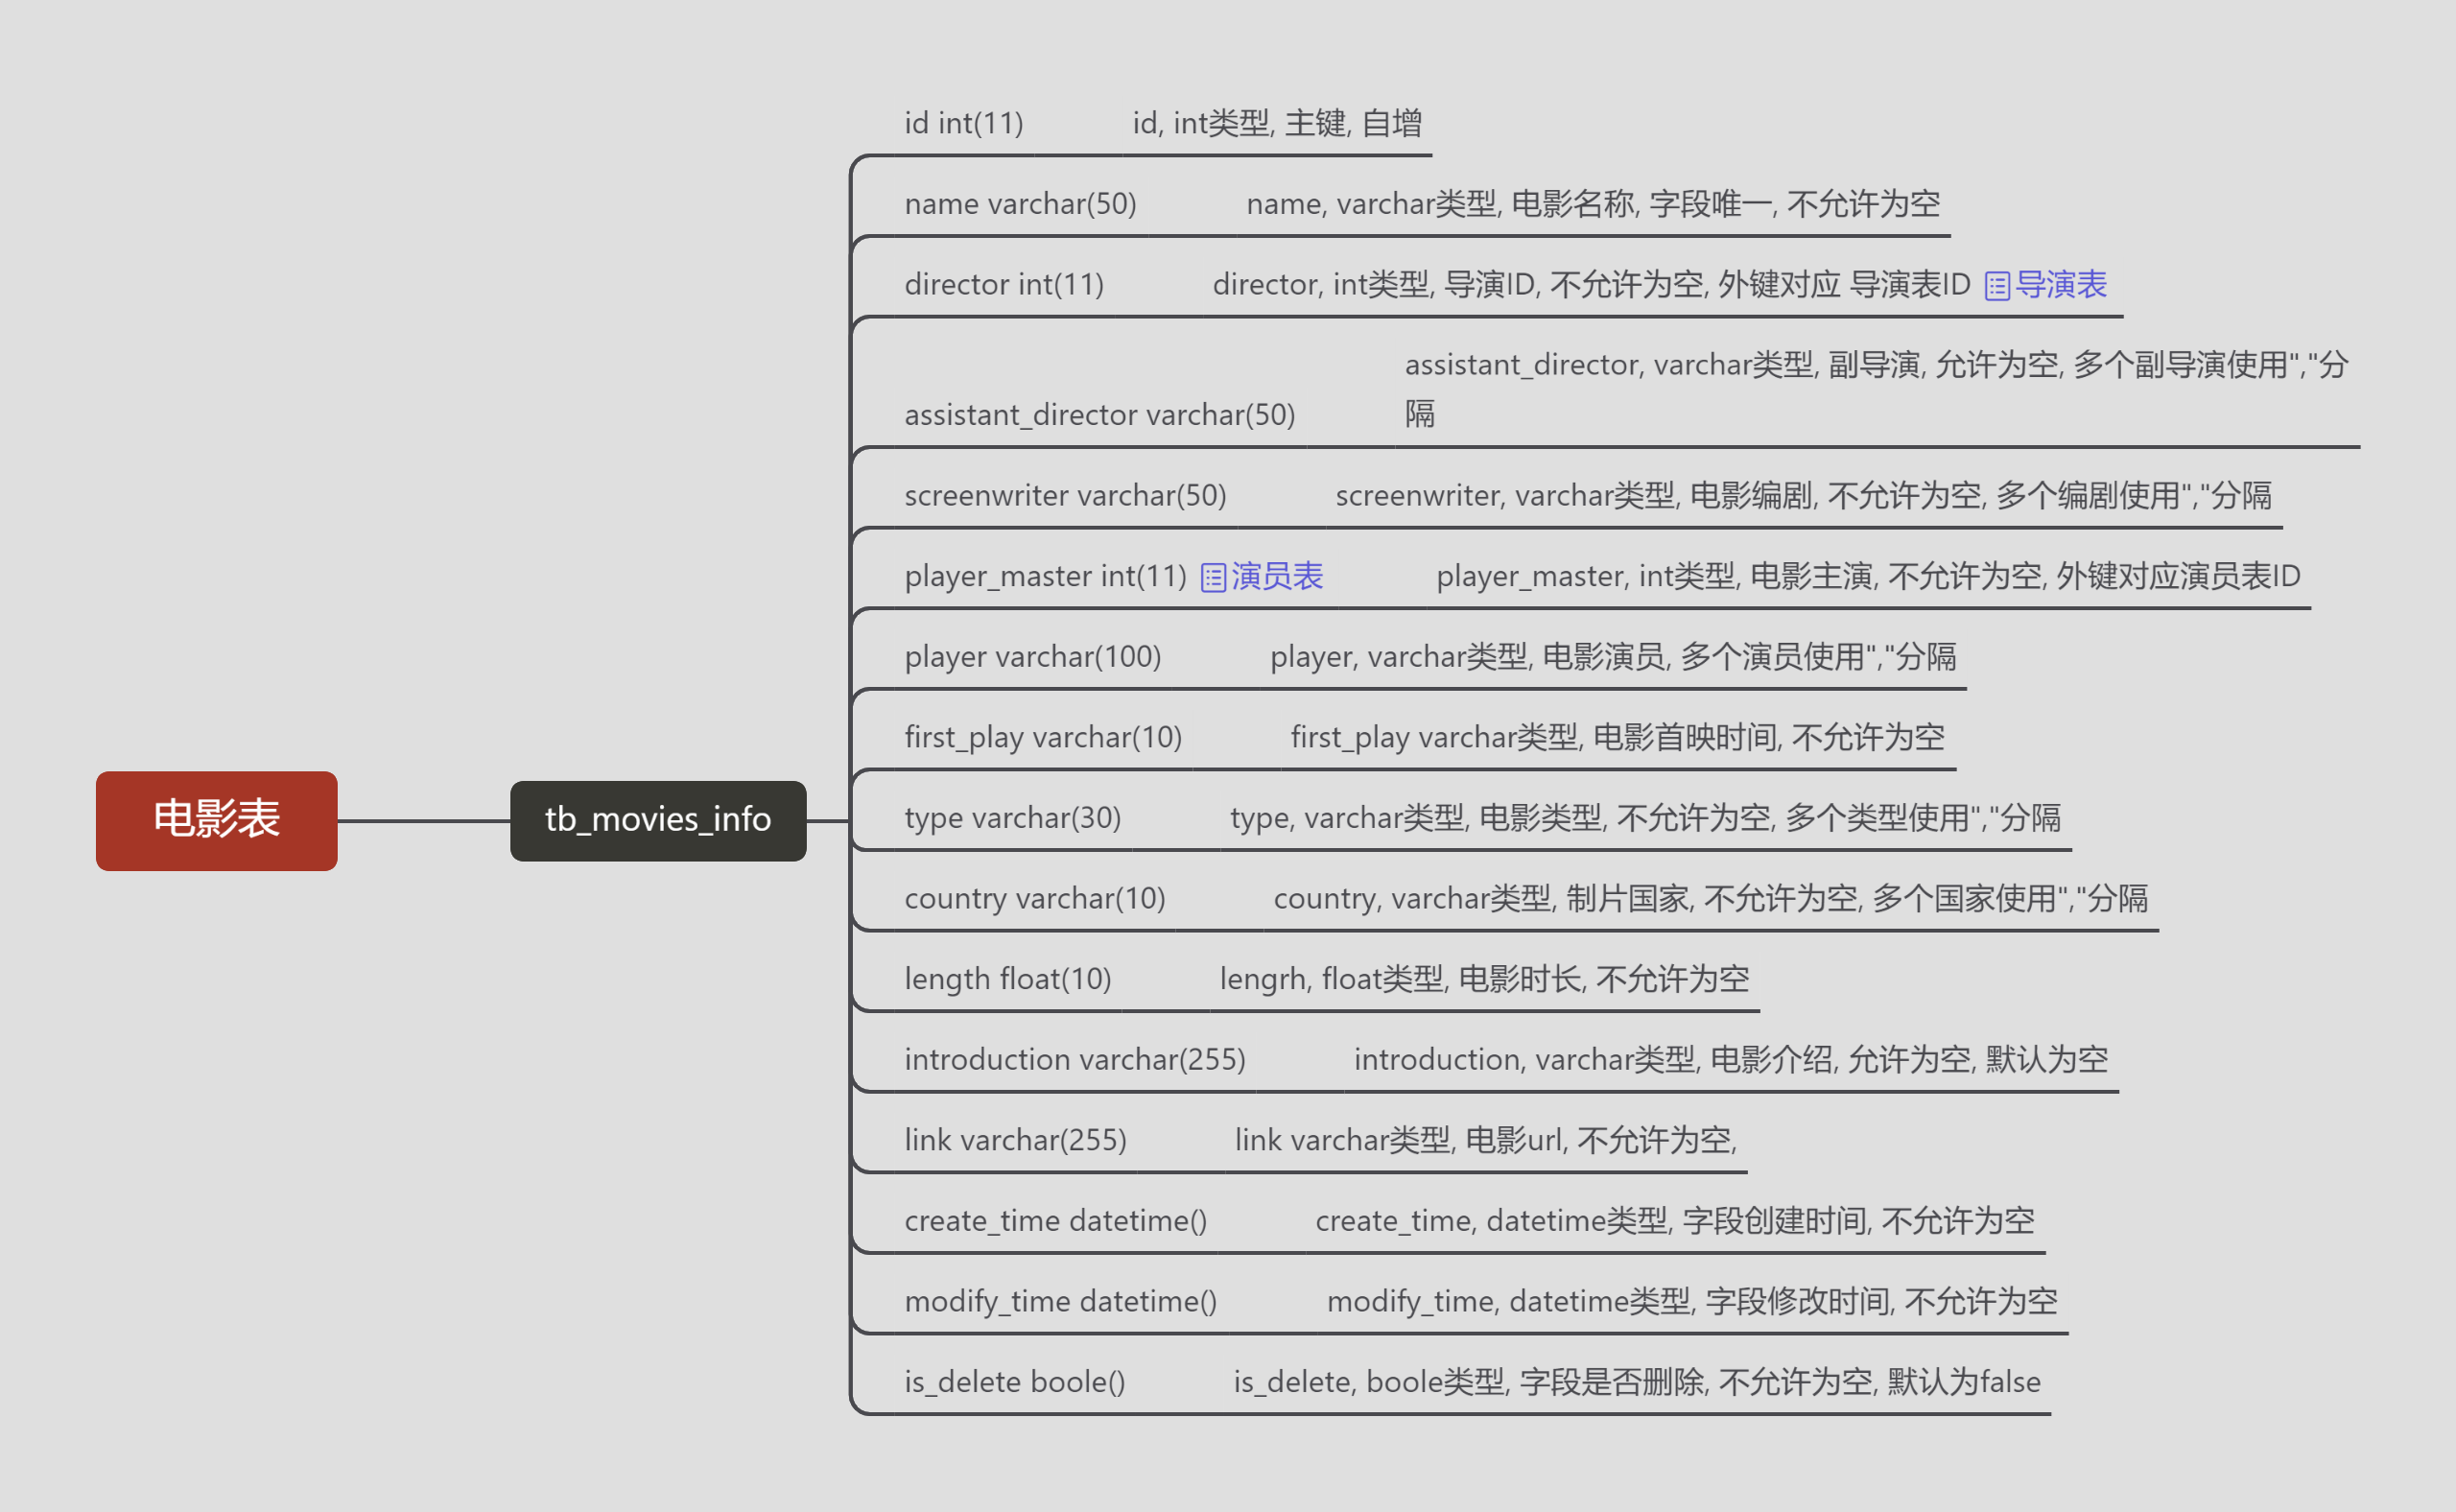 id int(11) id, int类型, 主键, 自增
name varchar(50) name, varchar类型, 电影名称, 字段唯一, 不允许为空
director int(11) director, int类型, 导演ID, 不允许为空, 外键对应 导演表ID 导演表
assistant_director varchar(50) assistant_director, varchar类型, 副导演, 允许为空, 多个副导演使用","分
隔
screenwriter varchar(50) screenwriter, varchar类型, 电影编剧, 不允许为空, 多个编剧使用","分隔
player_master int(11) 演员表 player_master, int类型, 电影主演, 不允许为空, 外键对应演员表ID
player varchar(100) player, varchar类型, 电影演员, 多个演员使用","分隔
first_play varchar(10) first_play varchar类型, 电影首映时间, 不允许为空
电影表 tb_movies_info type varchar(30) type, varchar类型, 电影类型, 不允许为空, 多个类型使用","分隔
country varchar(10) country, varchar类型, 制片国家, 不允许为空, 多个国家使用","分隔
length float(10) lengrh, float类型, 电影时长, 不允许为空
introduction varchar(255) introduction, varchar类型, 电影介绍, 允许为空, 默认为空
link varchar(255) link varchar类型, 电影url, 不允许为空,
create_time datetime() create_time, datetime类型, 字段创建时间, 不允许为空
modify_time datetime() modify_time, datetime类型, 字段修改时间, 不允许为空
is_delete boole() is_delete, boole类型, 字段是否删除, 不允许为空, 默认为false